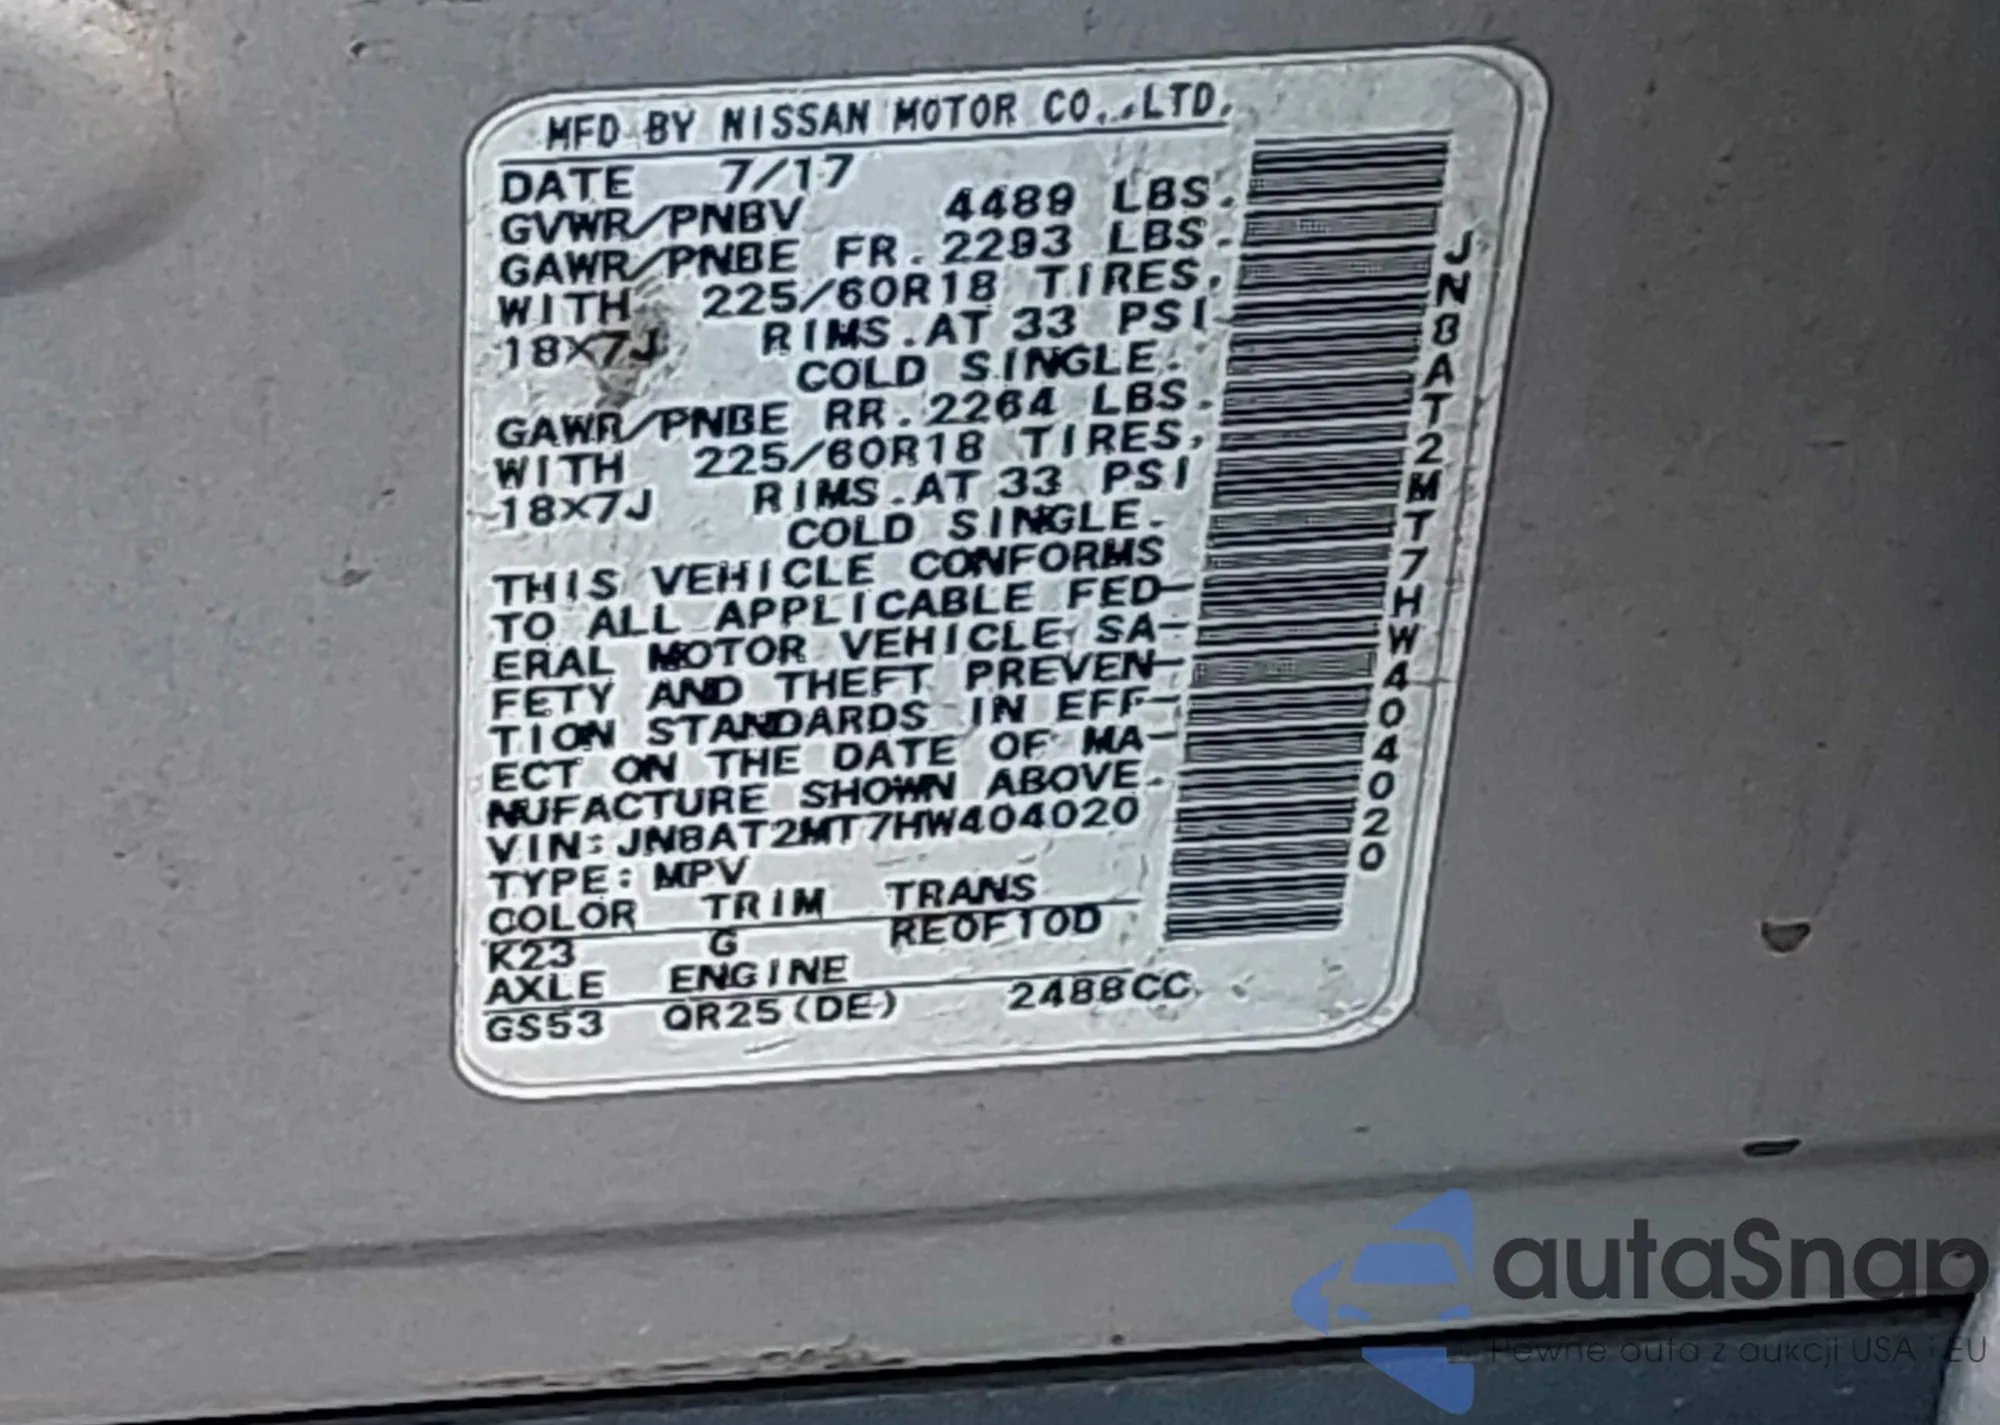 MFD BY NISSAN MOTOR CO., LTD.
DATE 7/17
GVWR/PNBV 4489 LBS.
GAWR/PNBE FR. 2293 LBS.
WITH 225/60R18 TIRES,
18X7J RIMS.AT 33 PSI
COLD SINGLE.
GAWR/PNBE RR. 2264 LBS.
WITH 225/60R18 TIRES,
18X7J RIMS.AT 33 PSI
COLD SINGLE.
THIS VEHICLE CONFORMS
TO ALL APPLICABLE FED-
ERAL MOTOR VEHICLE SA-
FETY AND THEFT PREVEN-
TION STANDARDS IN EFF-
ECT ON THE DATE OF MA-
NUFACTURE SHOWN ABOVE.
VIN: JN8AT2MT7HW404020
TYPE: MPV
COLOR TRIM TRANS
K23 G RE0F10D
AXLE ENGINE
GS53 QR25(DE) 2488CC
JN8AT2MT7HW404020
autaSnap
Pewne auta z aukcji USA i EU